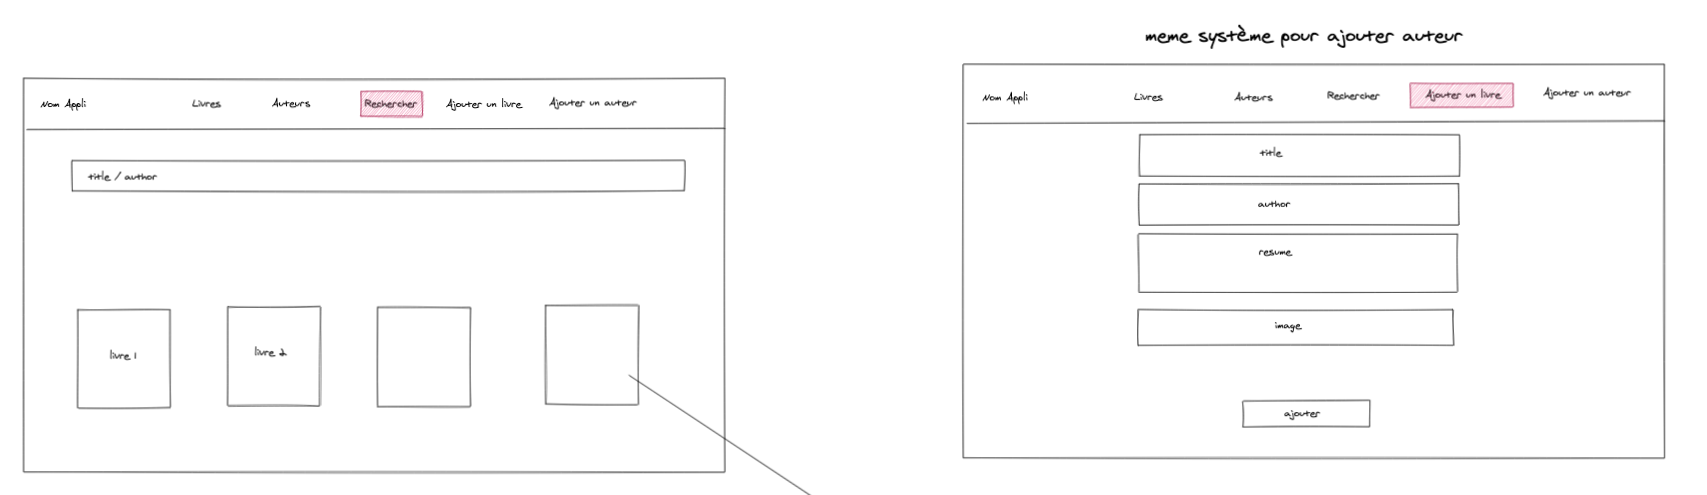 meme système pour ajouter auteur
Nom Appli Livres Auteurs Rechercher Ajouter un livre Ajouter un auteur
title / author
livre 1 livre 2
Nom Appli Livres Auteurs Rechercher Ajouter un livre Ajouter un auteur
title
author
resume
image
ajouter